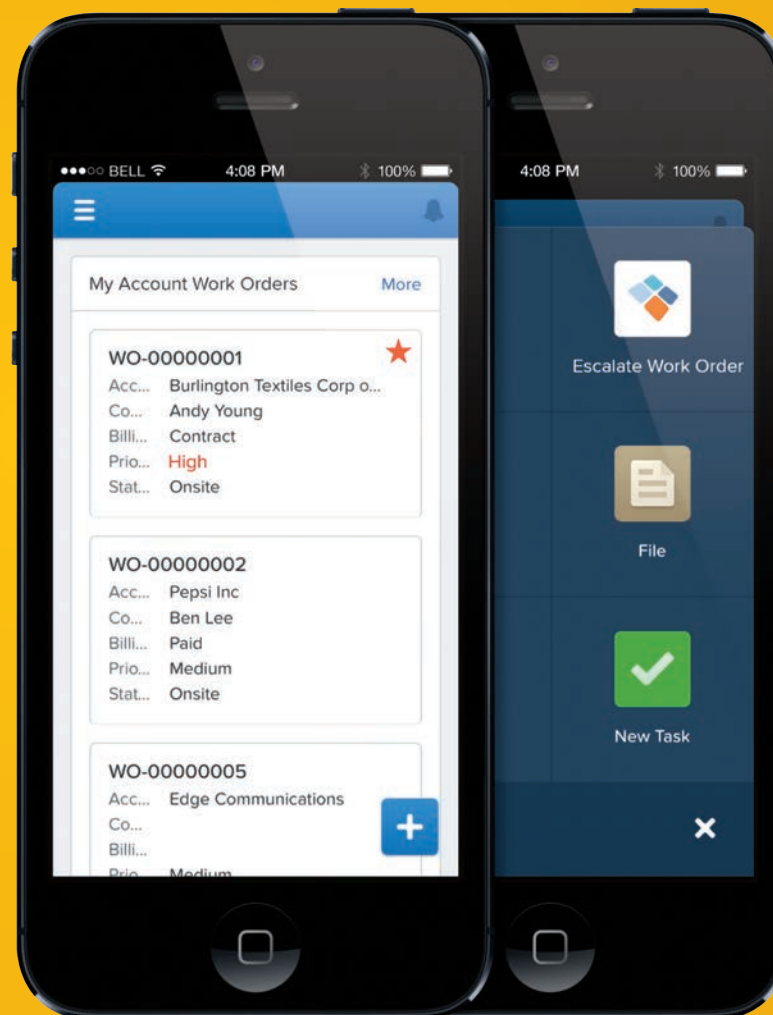 BELL 4:08 PM 100%
My Account Work Orders More
WO-00000001
Acc... Burlington Textiles Corp o...
Co... Andy Young
Billi... Contract
Prio... High
Stat... Onsite
WO-00000002
Acc... Pepsi Inc
Co... Ben Lee
Billi... Paid
Prio... Medium
Stat... Onsite
WO-00000005
Acc... Edge Communications
Co...
Billi...
Prio... Medium
4:08 PM 100%
Escalate Work Order
File
New Task